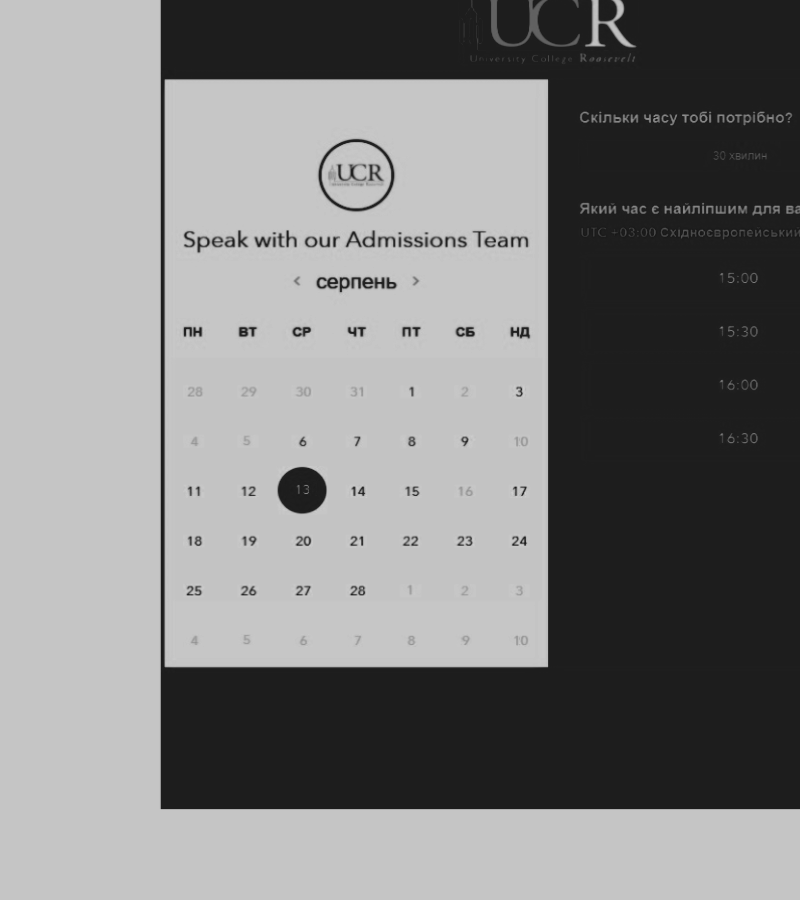 UCR
University College Roosevelt
UCR
Speak with our Admissions Team
< серпень >
ПН ВТ СР ЧТ ПТ СБ НД
28 29 30 31 1 2 3
4 5 6 7 8 9 10
11 12 13 14 15 16 17
18 19 20 21 22 23 24
25 26 27 28 1 2 3
4 5 6 7 8 9 10
Скільки часу тобі потрібно?
30 хвилин
Який час є найліпшим для ва
UTC +03:00 Східноєвропейський
15:00
15:30
16:00
16:30